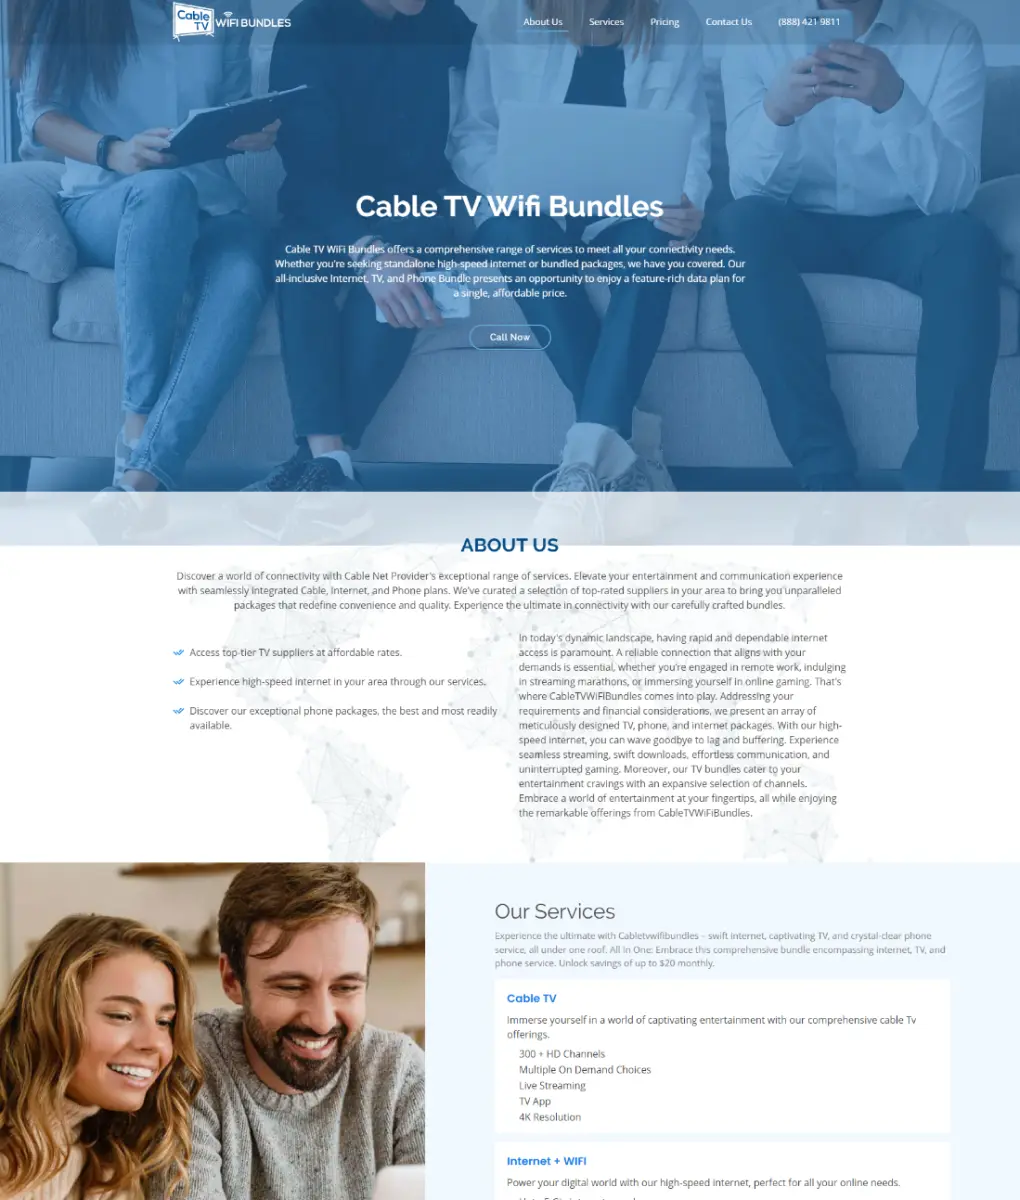 Cable
TV
WIFI BUNDLES
About Us
Services
Pricing
Contact Us
(888) 421 9811
Cable TV Wifi Bundles
Cable TV WiFi Bundles offers a comprehensive range of services to meet all your connectivity needs.
Whether you're seeking standalone high-speed internet or bundled packages, we have you covered. Our
all-inclusive Internet, TV, and Phone Bundle presents an opportunity to enjoy a feature-rich data plan for
a single, affordable price.
Call Now
ABOUT US
Discover a world of connectivity with Cable Net Provider's exceptional range of services. Elevate your entertainment and communication experience
with seamlessly integrated Cable, Internet, and Phone plans. We've curated a selection of top-rated suppliers in your area to bring you unparalleled
packages that redefine convenience and quality. Experience the ultimate in connectivity with our carefully crafted bundles.
Access top-tier TV suppliers at affordable rates.
Experience high-speed internet in your area through our services.
Discover our exceptional phone packages, the best and most readily
available.
In today's dynamic landscape, having rapid and dependable internet
access is paramount. A reliable connection that aligns with your
demands is essential, whether you're engaged in remote work, indulging
in streaming marathons, or immersing yourself in online gaming. That's
where CableTVWiFiBundles comes into play. Addressing your
requirements and financial considerations, we present an array of
meticulously designed TV, phone, and internet packages. With our high-
speed internet, you can wave goodbye to lag and buffering. Experience
seamless streaming, swift downloads, effortless communication, and
uninterrupted gaming. Moreover, our TV bundles cater to your
entertainment cravings with an expansive selection of channels.
Embrace a world of entertainment at your fingertips, all while enjoying
the remarkable offerings from CableTVWiFiBundles.
Our Services
Experience the ultimate with Cabletvwifibundles – swift internet, captivating TV, and crystal-clear phone
service, all under one roof. All In One: Embrace this comprehensive bundle encompassing internet, TV, and
phone service. Unlock savings of up to $20 monthly.
Cable TV
Immerse yourself in a world of captivating entertainment with our comprehensive cable Tv
offerings.
300 + HD Channels
Multiple On Demand Choices
Live Streaming
TV App
4K Resolution
Internet + WIFI
Power your digital world with our high-speed internet, perfect for all your online needs.